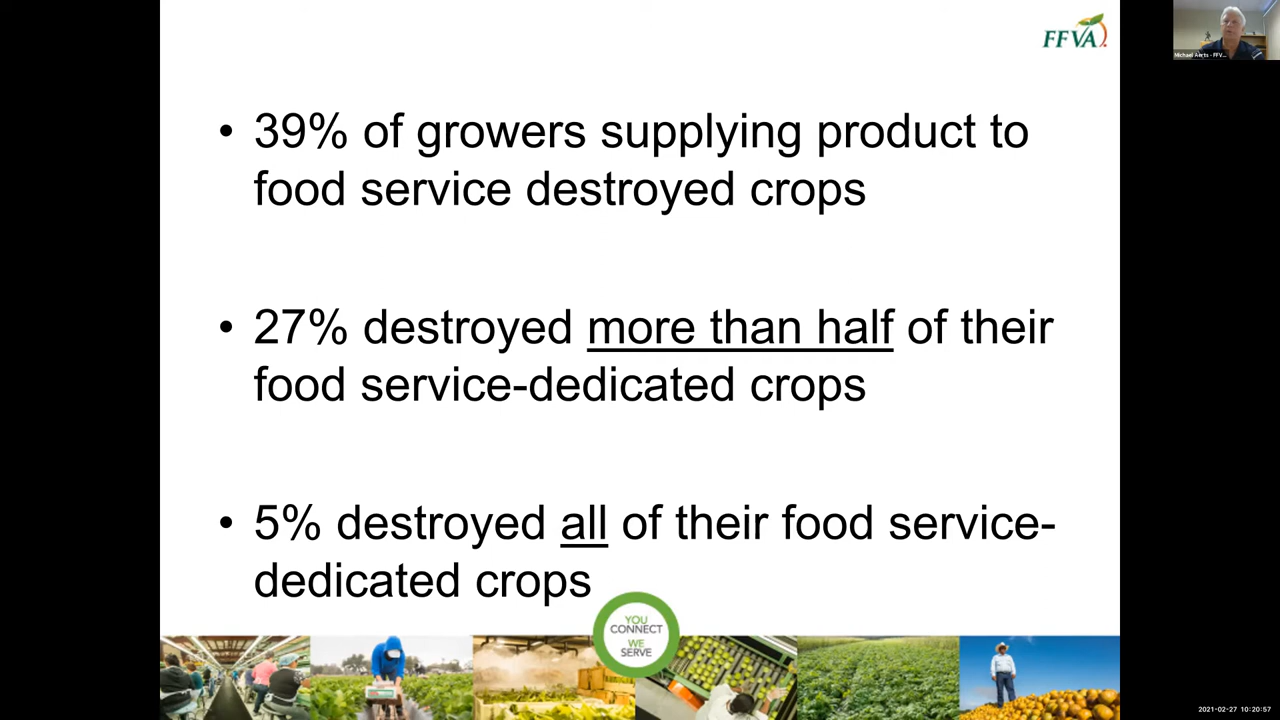 FFVA
Michael Aerts - FFV...
• 39% of growers supplying product to
food service destroyed crops
• 27% destroyed more than half of their
food service-dedicated crops
• 5% destroyed all of their food service-
dedicated crops
YOU
CONNECT
WE
SERVE
2021-02-27 10:20:57